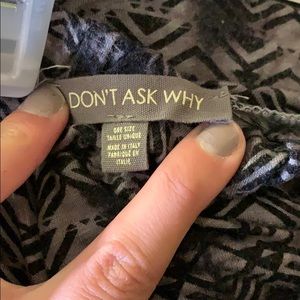 DON'T ASK WHY
ONE SIZE
TAILLE UNIQUE
MADE IN ITALY
FABRIQUÉ EN
ITALIE